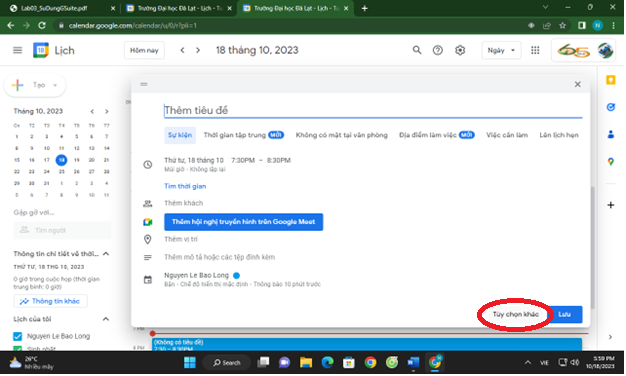 Lab03_SuDungGSuite.pdf
Trường Đại học Đà Lạt - Lịch - T
Trường Đại học Đà Lạt - Lịch - T
calendar.google.com/calendar/u/0/r?pli=1
Lịch
Hôm nay
18 tháng 10, 2023
Ngày
Tạo
Tháng 10, 2023
CN T2 T3 T4 T5 T6 T7
1 2 3 4 5 6 7
8 9 10 11 12 13 14
15 16 17 18 19 20 21
22 23 24 25 26 27 28
29 30 31 1 2 3 4
5 6 7 8 9 10 11
Gặp gỡ với...
Tìm người
Thông tin chi tiết về thời...
THỨ TƯ, 18 THG 10, 2023
0 giờ trong cuộc họp (thời gian
trung bình: 0 giờ)
Thông tin khác
Lịch của tôi
Nguyen Le Bao Long
Sinh nhật
Thêm tiêu đề
Sự kiện
Thời gian tập trung MỚI
Không có mặt tại văn phòng
Địa điểm làm việc MỚI
Việc cần làm
Lên lịch hẹn
Thứ tư, 18 tháng 10 7:30PM – 8:30PM
Múi giờ - Không lặp lại
Tìm thời gian
Thêm khách
Thêm hội nghị truyền hình trên Google Meet
Thêm vị trí
Thêm mô tả hoặc các tệp đính kèm
Nguyen Le Bao Long
Bận - Chế độ hiển thị mặc định - Thông báo 10 phút trước
Tùy chọn khác
Lưu
(Không có tiêu đề)
7:30 – 8:30PM
26°C
Nhiều mây
Search
VIE
5:59 PM
10/18/2023